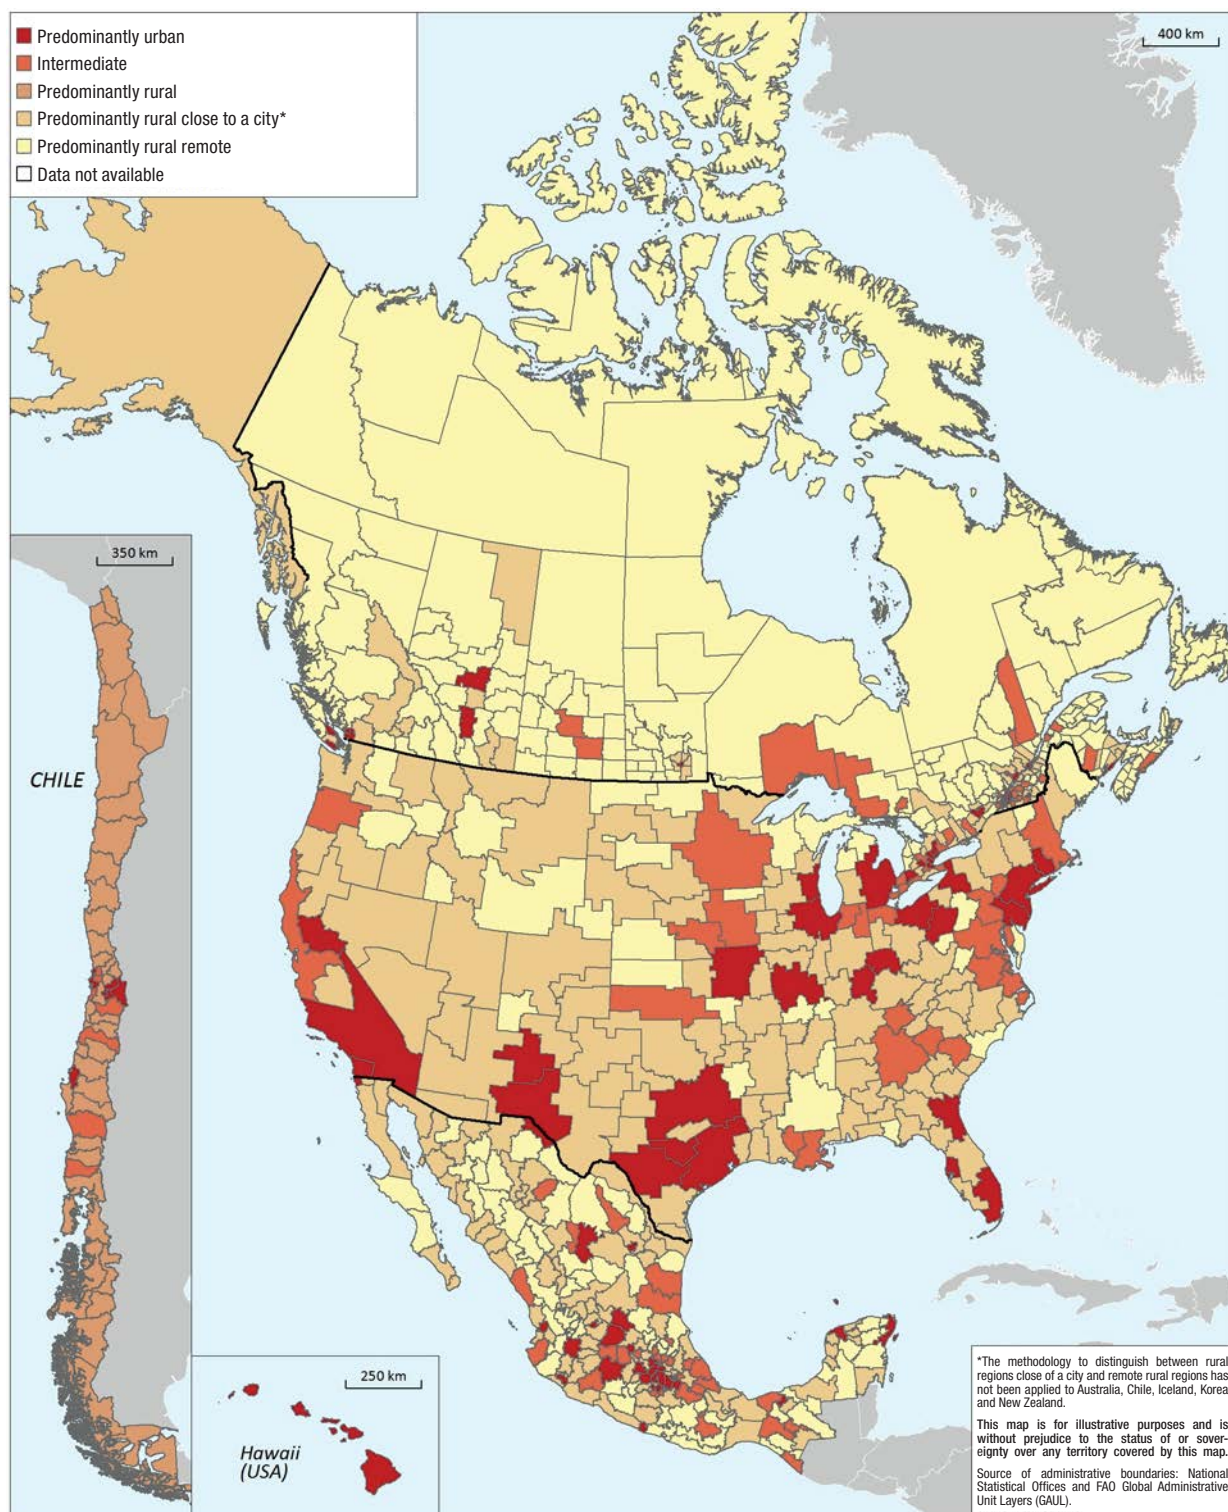 Predominantly urban
Intermediate
Predominantly rural
Predominantly rural close to a city*
Predominantly rural remote
Data not available
400 km
350 km
CHILE
250 km
Hawaii
(USA)
*The methodology to distinguish between rural
regions close of a city and remote rural regions has
not been applied to Australia, Chile, Iceland, Korea
and New Zealand.
This map is for illustrative purposes and is
without prejudice to the status of or sover-
eignty over any territory covered by this map.
Source of administrative boundaries: National
Statistical Offices and FAO Global Administrative
Unit Layers (GAUL).